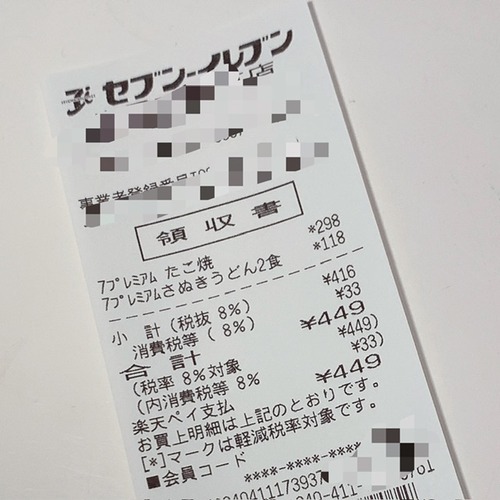 セブン-イレブン
店
事業者登録番号
領収書
7プレミアム たこ焼 *298
7プレミアムさぬきうどん2食 *118
小 計(税抜 8%) ¥416
消費税等( 8%) ¥33
合 計 ¥449
(税率 8%対象 ¥449)
(内消費税等 8% ¥33)
楽天ペイ支払 ¥449
お買上明細は上記のとおりです。
[*]マークは軽減税率対象です。
■会員コード ****-****-****